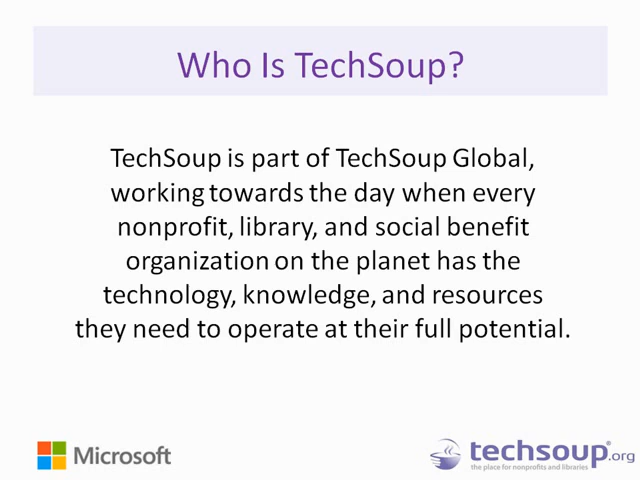 Who Is TechSoup?
TechSoup is part of TechSoup Global,
working towards the day when every
nonprofit, library, and social benefit
organization on the planet has the
technology, knowledge, and resources
they need to operate at their full potential.
Microsoft
techsoup®.org
the place for nonprofits and libraries